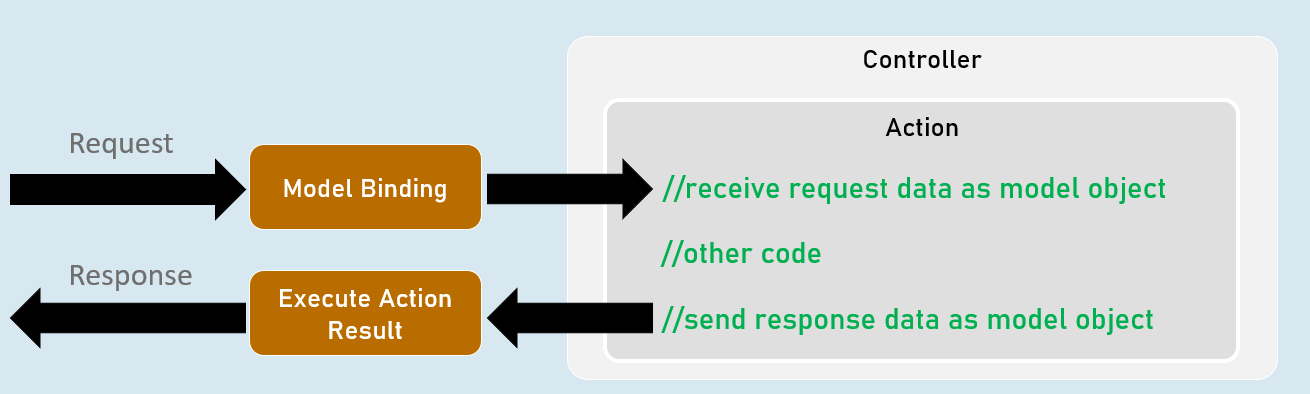 Controller
Action
Request
Model Binding
//receive request data as model object
//other code
Response
Execute Action
Result
//send response data as model object